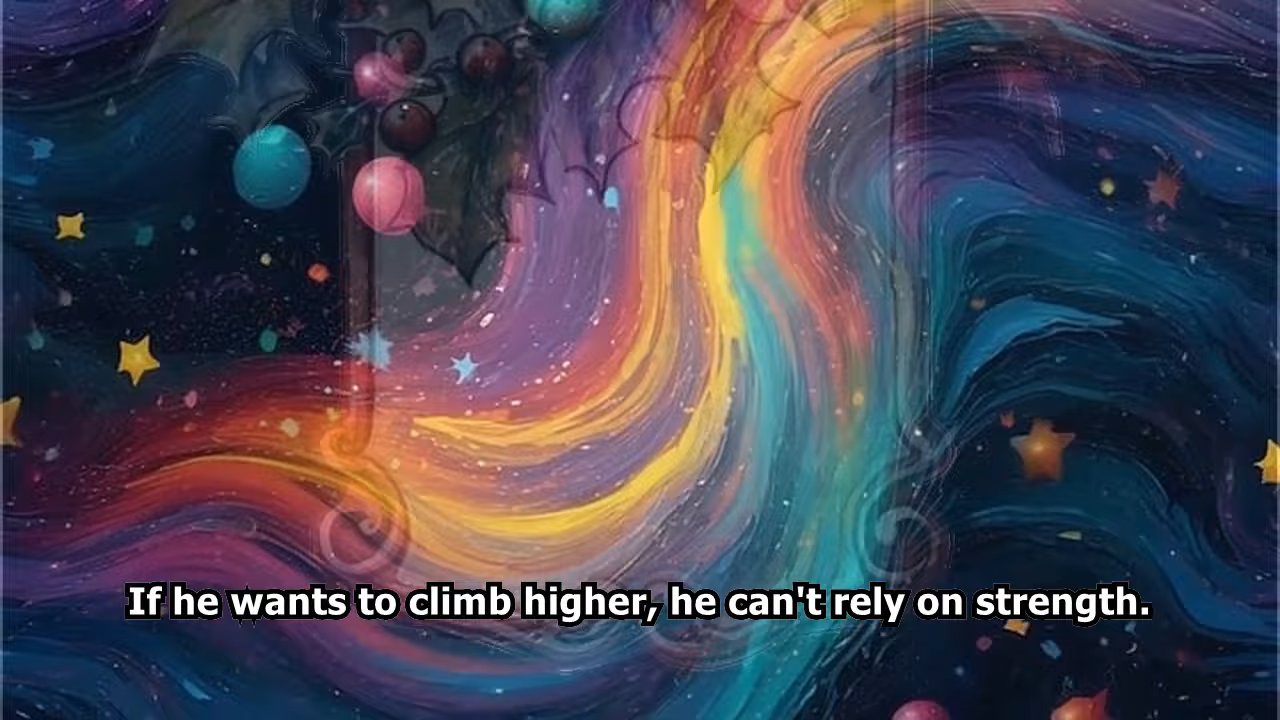 If he wants to climb higher, he can't rely on strength.